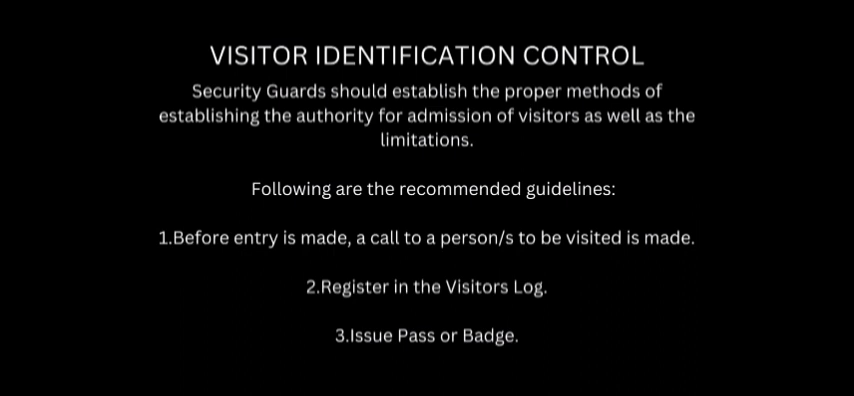 VISITOR IDENTIFICATION CONTROL
Security Guards should establish the proper methods of
establishing the authority for admission of visitors as well as the
limitations.
Following are the recommended guidelines:
1.Before entry is made, a call to a person/s to be visited is made.
2.Register in the Visitors Log.
3.Issue Pass or Badge.